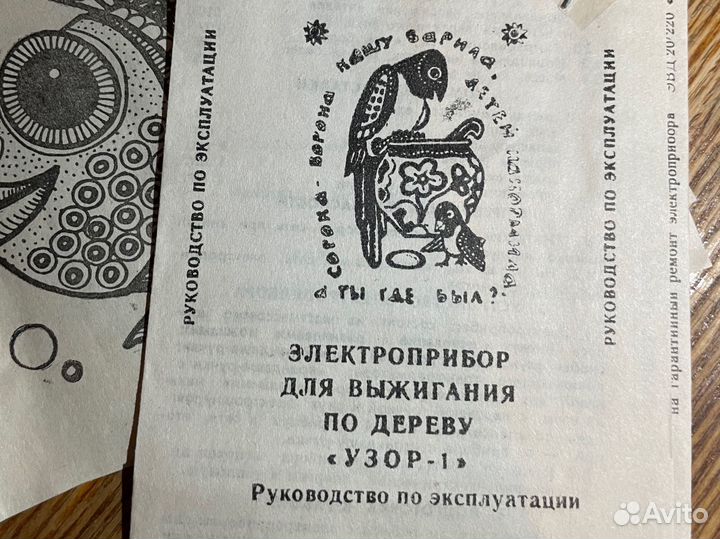 РУКОВОДСТВО ПО ЭКСПЛУАТАЦИИ
СОРОКА-ВОРОНА КАШУ ВАРИЛА, ДЕТЕЙ НАКОРМИЛА
А ТЫ ГДЕ БЫЛ?
ЭЛЕКТРОПРИБОР
ДЛЯ ВЫЖИГАНИЯ
ПО ДЕРЕВУ
«УЗОР-1»
Руководство по эксплуатации
РУКОВОДСТВО ПО ЭКСПЛУАТАЦИИ
на гарантийный ремонт электроприбора
Avito